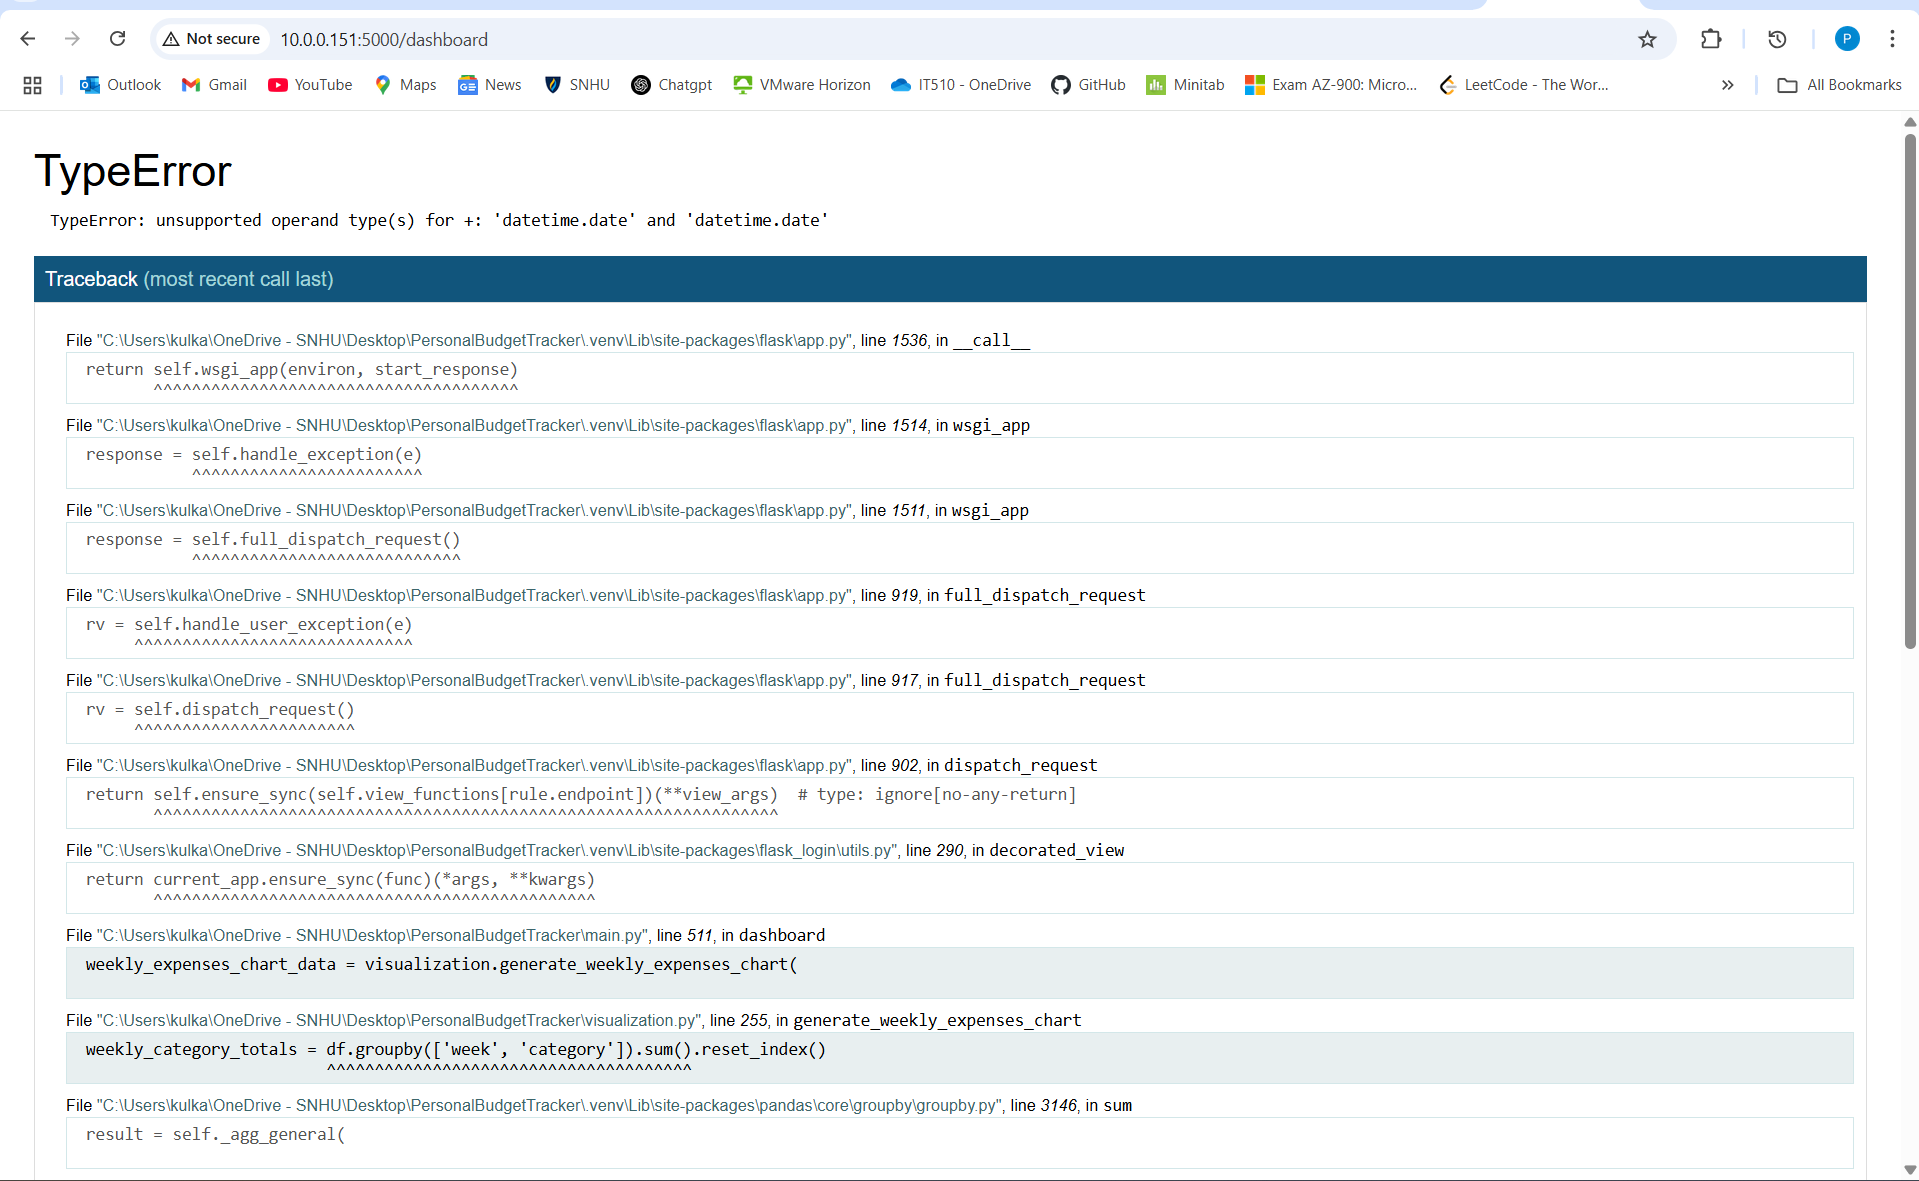 Not secure 10.0.0.151:5000/dashboard P
Outlook Gmail YouTube Maps News SNHU Chatgpt VMware Horizon IT510 - OneDrive GitHub Minitab Exam AZ-900: Micro... LeetCode - The Wor... » All Bookmarks
TypeError
TypeError: unsupported operand type(s) for +: 'datetime.date' and 'datetime.date'
Traceback (most recent call last)
File "C:\Users\kulka\OneDrive - SNHU\Desktop\PersonalBudgetTracker\.venv\Lib\site-packages\flask\app.py", line 1536, in __call__
return self.wsgi_app(environ, start_response)
^^^^^^^^^^^^^^^^^^^^^^^^^^^^^^^^^^^^^^
File "C:\Users\kulka\OneDrive - SNHU\Desktop\PersonalBudgetTracker\.venv\Lib\site-packages\flask\app.py", line 1514, in wsgi_app
response = self.handle_exception(e)
^^^^^^^^^^^^^^^^^^^^^^^^
File "C:\Users\kulka\OneDrive - SNHU\Desktop\PersonalBudgetTracker\.venv\Lib\site-packages\flask\app.py", line 1511, in wsgi_app
response = self.full_dispatch_request()
^^^^^^^^^^^^^^^^^^^^^^^^^^^^
File "C:\Users\kulka\OneDrive - SNHU\Desktop\PersonalBudgetTracker\.venv\Lib\site-packages\flask\app.py", line 919, in full_dispatch_request
rv = self.handle_user_exception(e)
^^^^^^^^^^^^^^^^^^^^^^^^^^^^^
File "C:\Users\kulka\OneDrive - SNHU\Desktop\PersonalBudgetTracker\.venv\Lib\site-packages\flask\app.py", line 917, in full_dispatch_request
rv = self.dispatch_request()
^^^^^^^^^^^^^^^^^^^^^^^
File "C:\Users\kulka\OneDrive - SNHU\Desktop\PersonalBudgetTracker\.venv\Lib\site-packages\flask\app.py", line 902, in dispatch_request
return self.ensure_sync(self.view_functions[rule.endpoint])(**view_args)  # type: ignore[no-any-return]
^^^^^^^^^^^^^^^^^^^^^^^^^^^^^^^^^^^^^^^^^^^^^^^^^^^^^^^^^^^^^^^^^
File "C:\Users\kulka\OneDrive - SNHU\Desktop\PersonalBudgetTracker\.venv\Lib\site-packages\flask_login\utils.py", line 290, in decorated_view
return current_app.ensure_sync(func)(*args, **kwargs)
^^^^^^^^^^^^^^^^^^^^^^^^^^^^^^^^^^^^^^^^^^^^^^
File "C:\Users\kulka\OneDrive - SNHU\Desktop\PersonalBudgetTracker\main.py", line 511, in dashboard
weekly_expenses_chart_data = visualization.generate_weekly_expenses_chart(
File "C:\Users\kulka\OneDrive - SNHU\Desktop\PersonalBudgetTracker\visualization.py", line 255, in generate_weekly_expenses_chart
weekly_category_totals = df.groupby(['week', 'category']).sum().reset_index()
^^^^^^^^^^^^^^^^^^^^^^^^^^^^^^^^^^^^^^
File "C:\Users\kulka\OneDrive - SNHU\Desktop\PersonalBudgetTracker\.venv\Lib\site-packages\pandas\core\groupby\groupby.py", line 3146, in sum
result = self._agg_general(